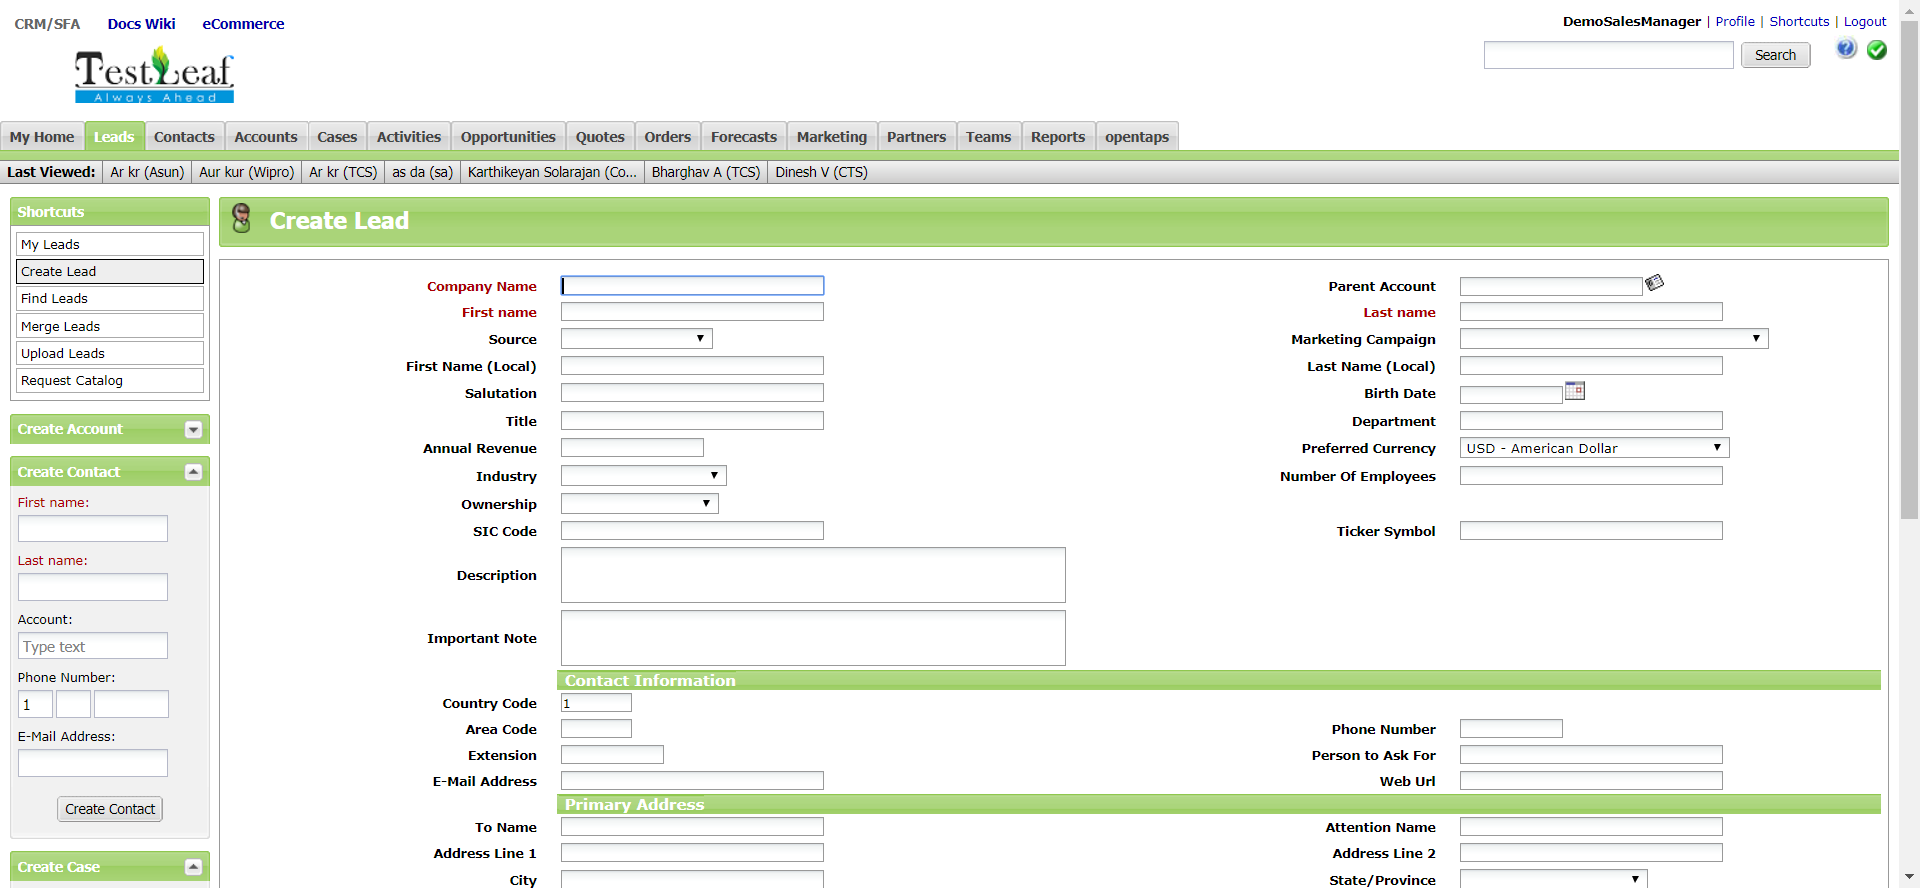 CRM/SFA Docs Wiki eCommerce
DemoSalesManager | Profile | Shortcuts | Logout
Search
TestLeaf
Always Ahead
My Home Leads Contacts Accounts Cases Activities Opportunities Quotes Orders Forecasts Marketing Partners Teams Reports opentaps
Last Viewed: Ar kr (Asun) Aur kur (Wipro) Ar kr (TCS) as da (sa) Karthikeyan Solarajan (Co... Bharghav A (TCS) Dinesh V (CTS)
Shortcuts
My Leads
Create Lead
Find Leads
Merge Leads
Upload Leads
Request Catalog
Create Account
Create Contact
First name:
Last name:
Account:
Type text
Phone Number:
1
E-Mail Address:
Create Contact
Create Case
Create Lead
Company Name Parent Account
First name Last name
Source Marketing Campaign
First Name (Local) Last Name (Local)
Salutation Birth Date
Title Department
Annual Revenue Preferred Currency USD - American Dollar
Industry Number Of Employees
Ownership
SIC Code Ticker Symbol
Description
Important Note
Contact Information
Country Code 1
Area Code Phone Number
Extension Person to Ask For
E-Mail Address Web Url
Primary Address
To Name Attention Name
Address Line 1 Address Line 2
City State/Province